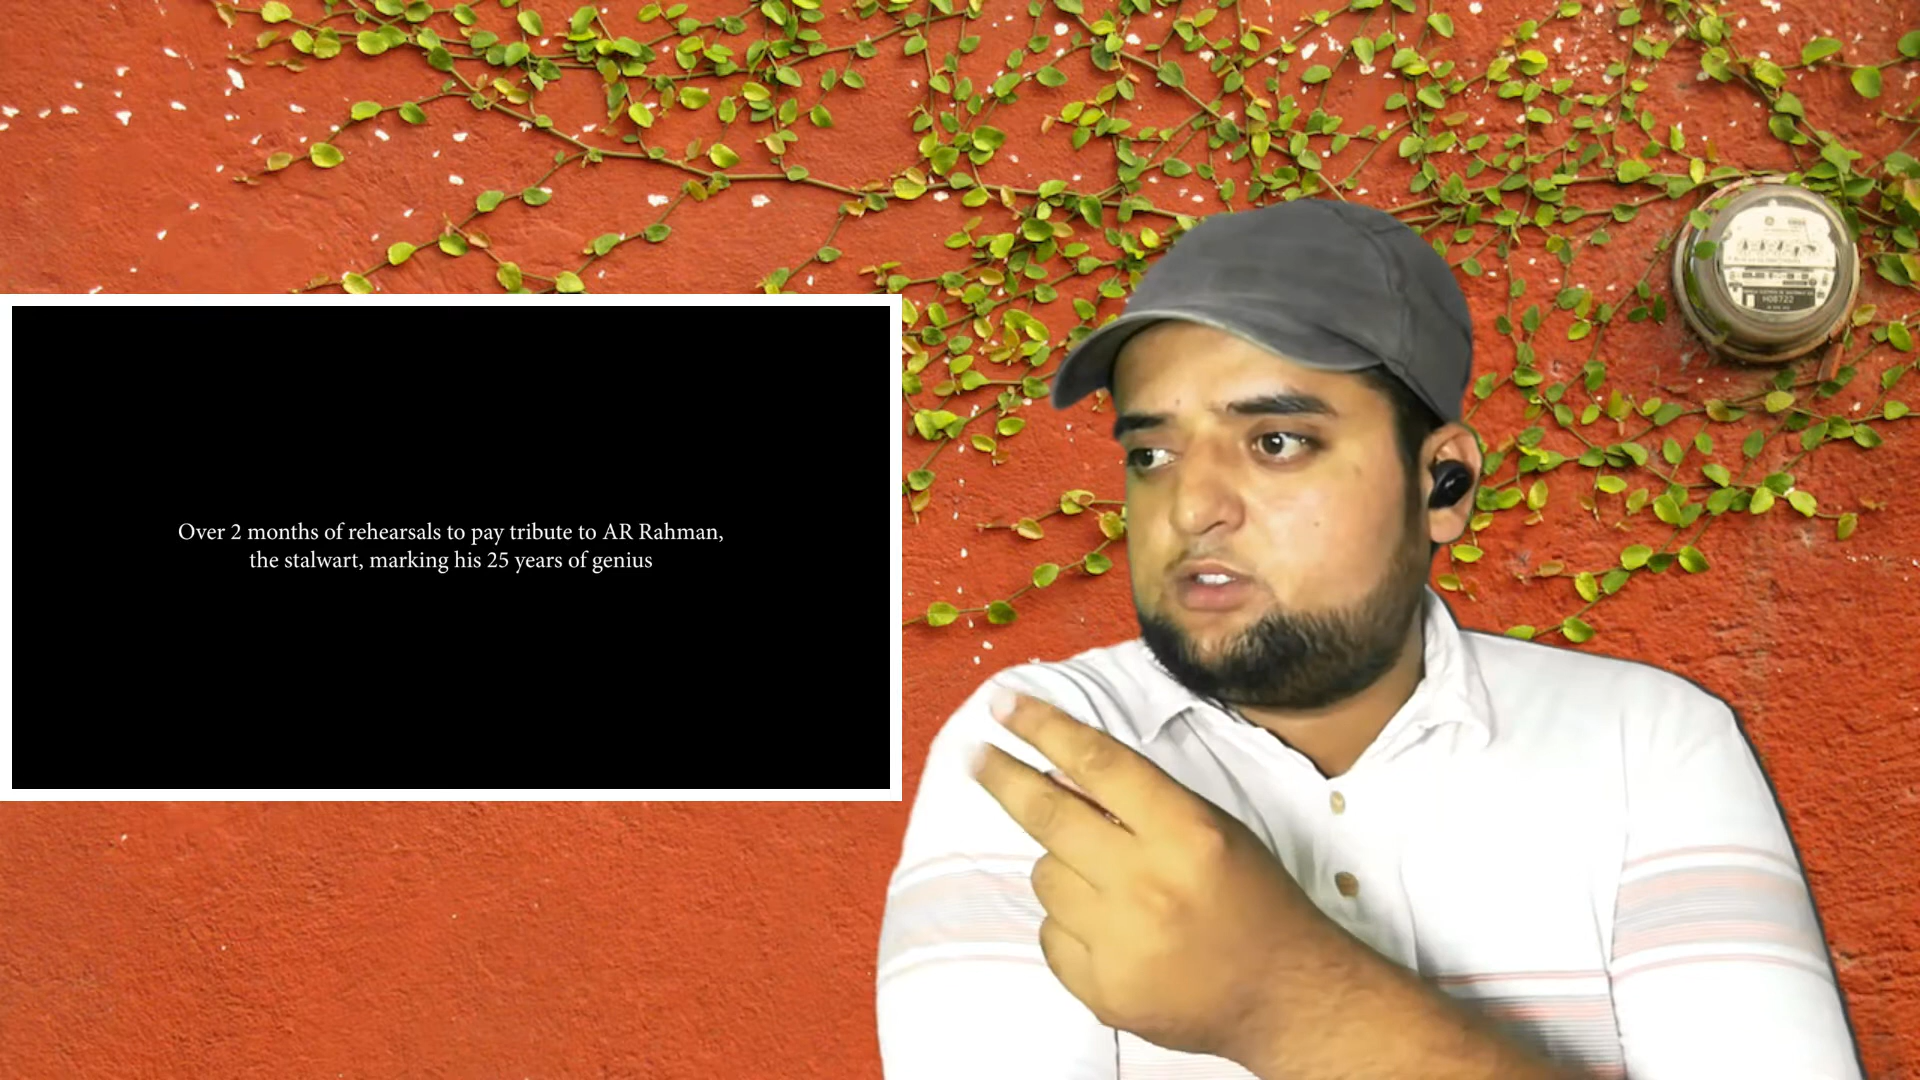 Over 2 months of rehearsals to pay tribute to AR Rahman,
the stalwart, marking his 25 years of genius
H08722